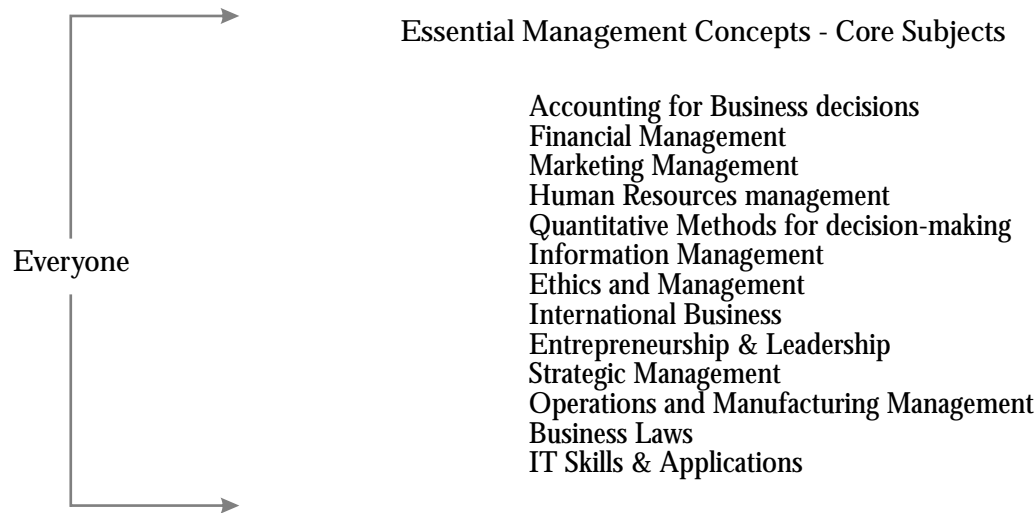 Essential Management Concepts - Core Subjects
Accounting for Business decisions
Financial Management
Marketing Management
Human Resources management
Quantitative Methods for decision-making
Everyone
Information Management
Ethics and Management
International Business
Entrepreneurship & Leadership
Strategic Management
Operations and Manufacturing Management
Business Laws
IT Skills & Applications